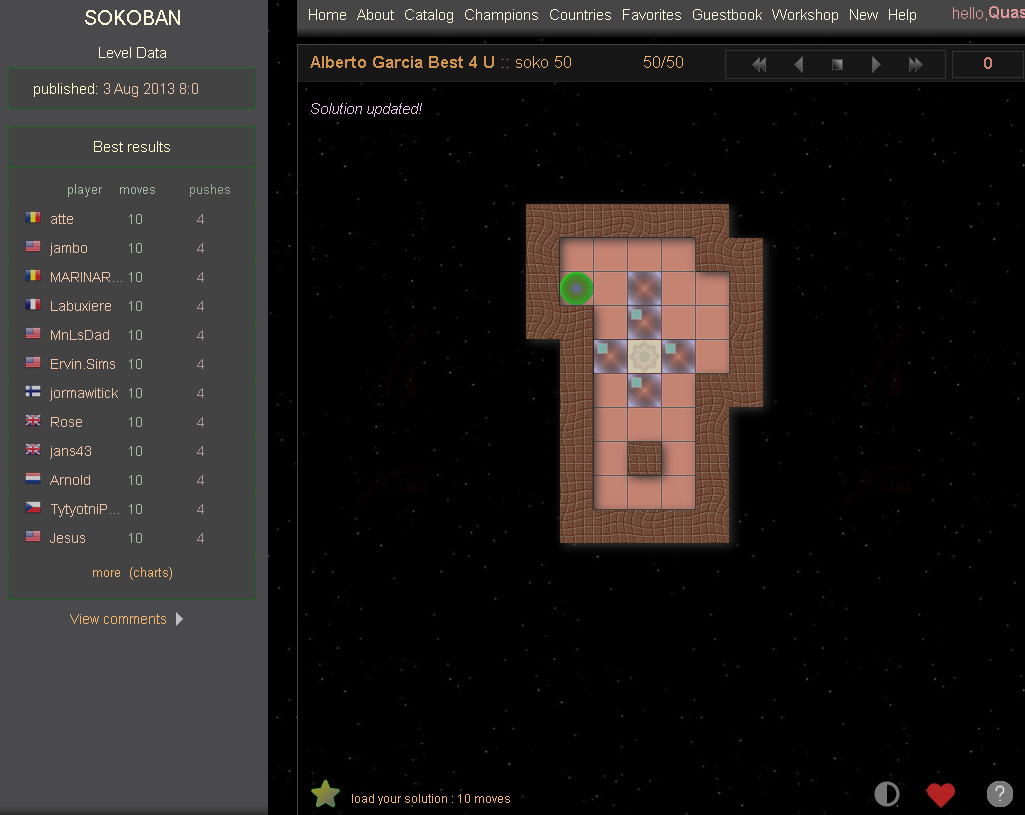 SOKOBAN
Level Data
published: 3 Aug 2013 8:0
Best results
player moves pushes
atte 10 4
jambo 10 4
MARINAR... 10 4
Labuxiere 10 4
MnLsDad 10 4
Ervin.Sims 10 4
jormawitick 10 4
Rose 10 4
jans43 10 4
Arnold 10 4
TytyotniP... 10 4
Jesus 10 4
more (charts)
View comments
Home About Catalog Champions Countries Favorites Guestbook Workshop New Help hello,Quas
Alberto Garcia Best 4 U :: soko 50 50/50 0
Solution updated!
load your solution : 10 moves
?